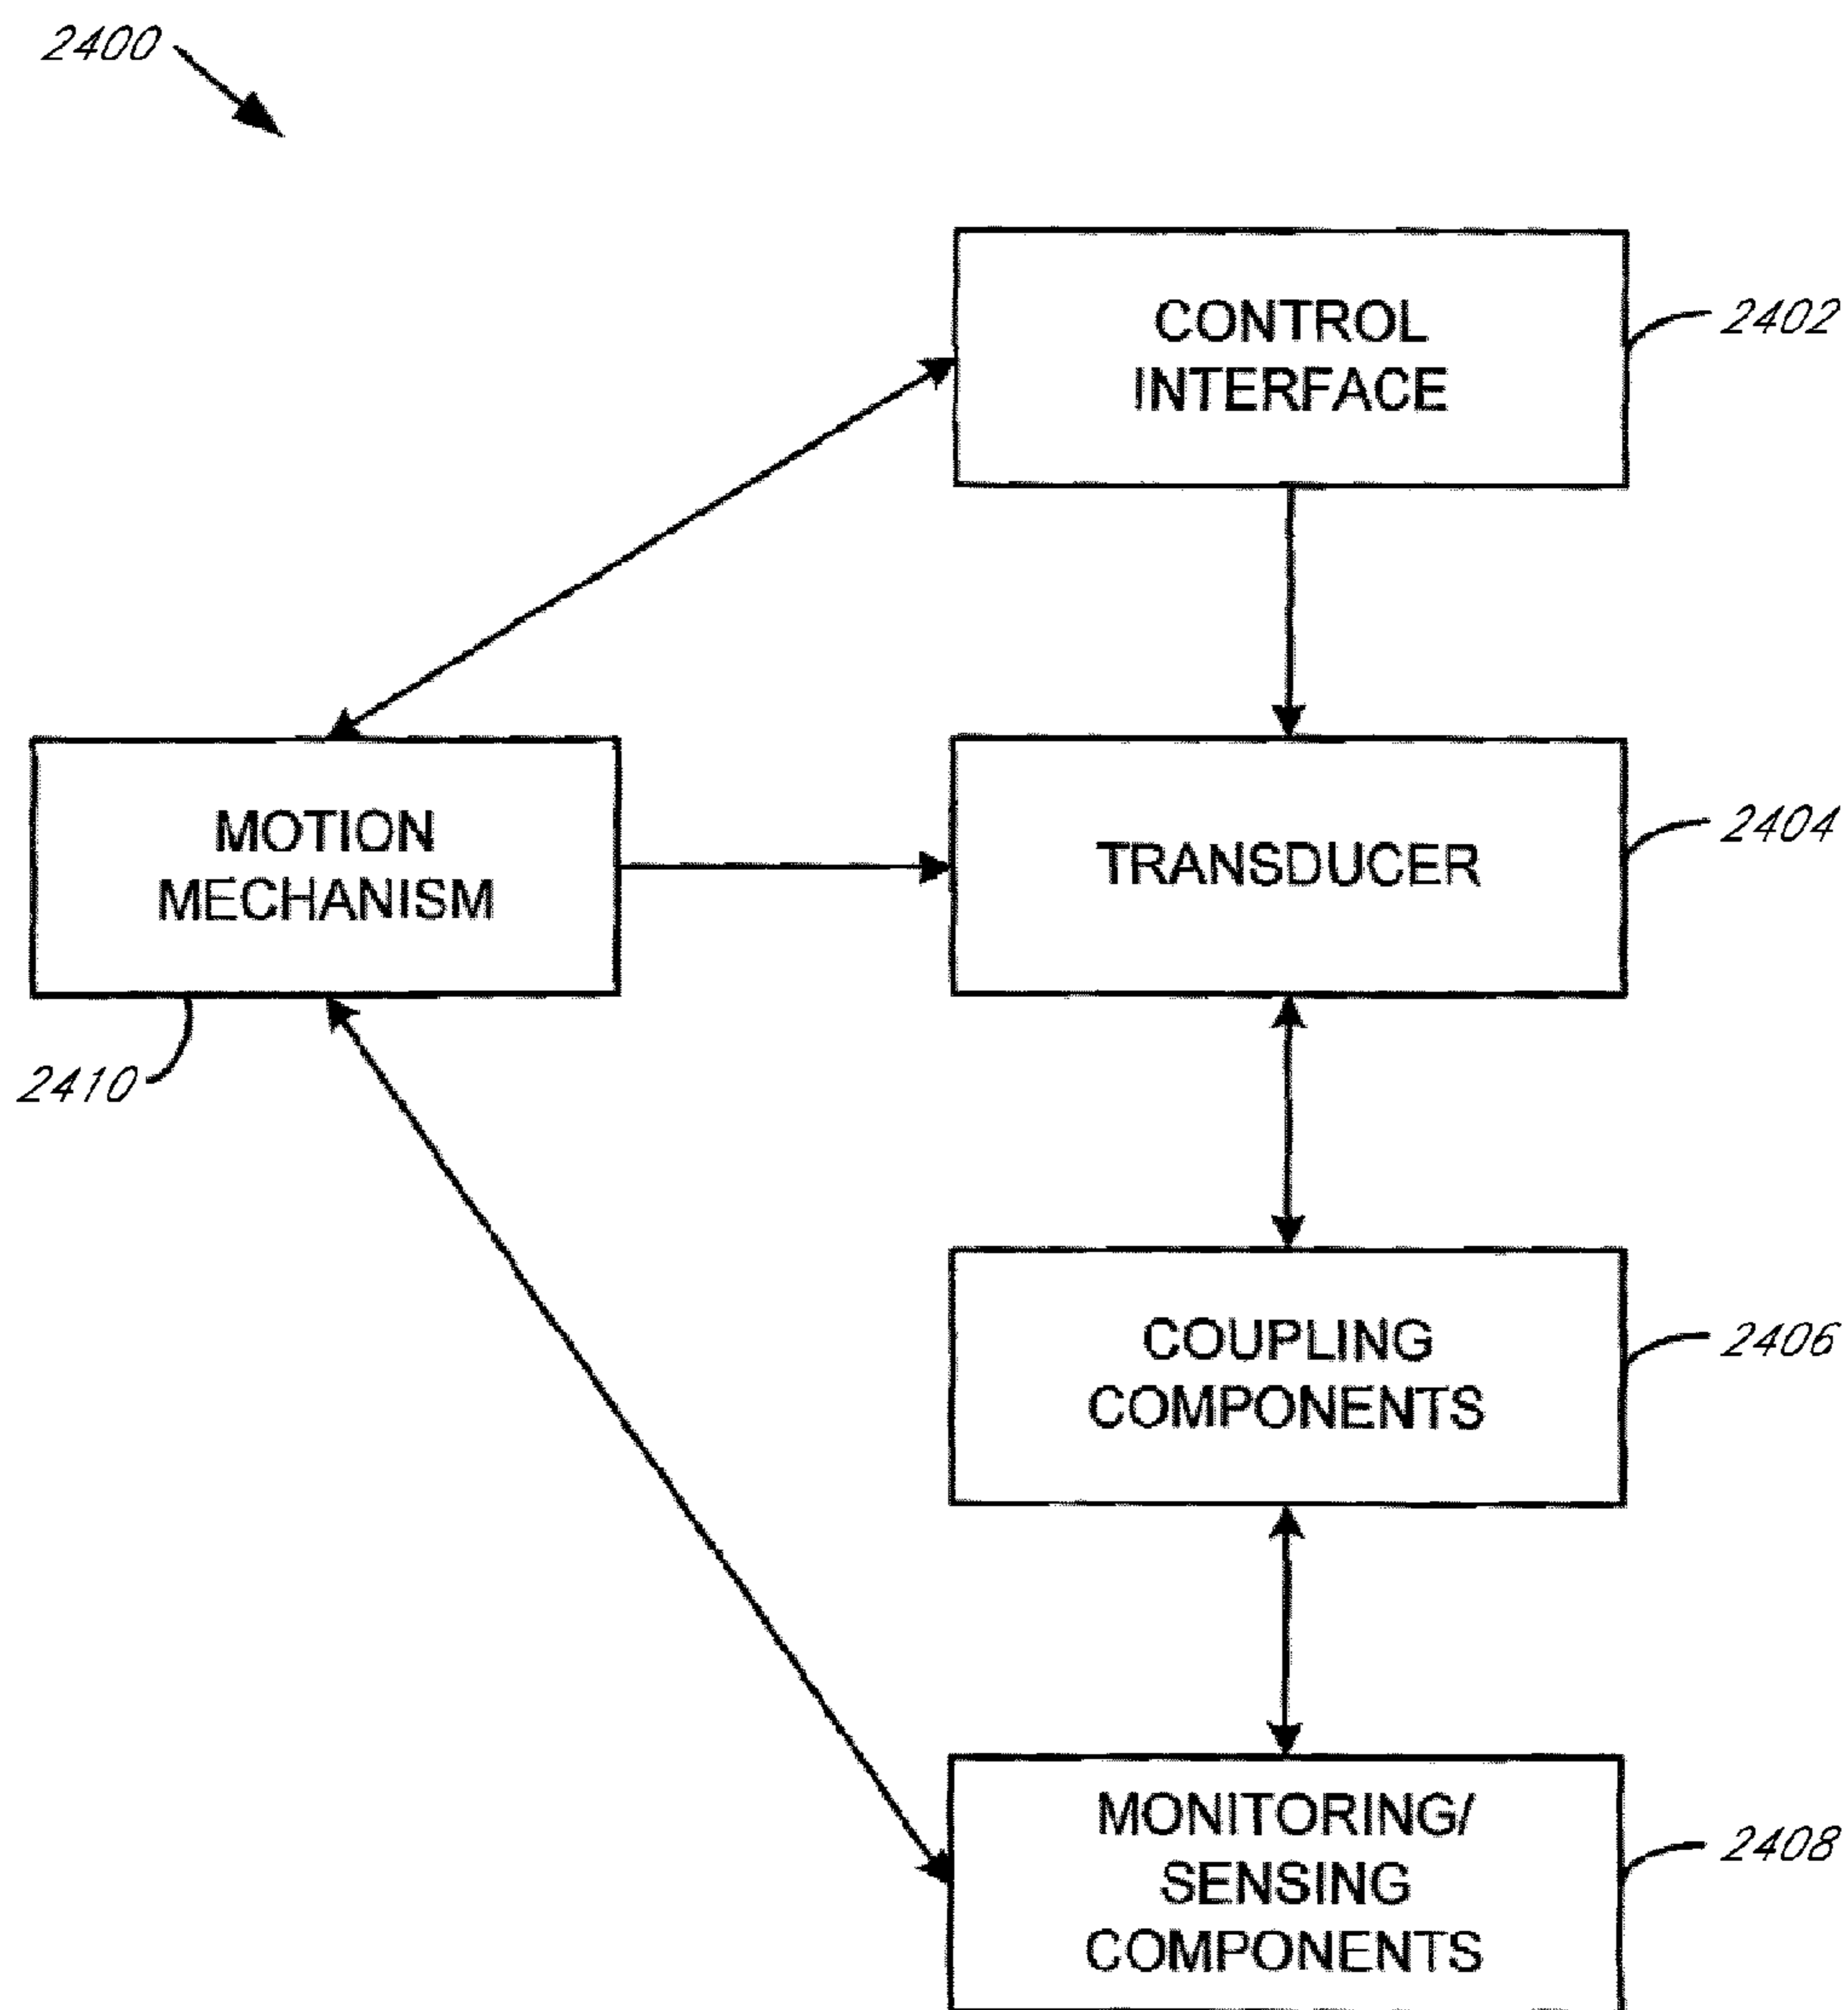 2400
CONTROL
INTERFACE
2402
MOTION
MECHANISM
TRANSDUCER
2404
2410
COUPLING
COMPONENTS
2406
MONITORING/
SENSING
COMPONENTS
2408